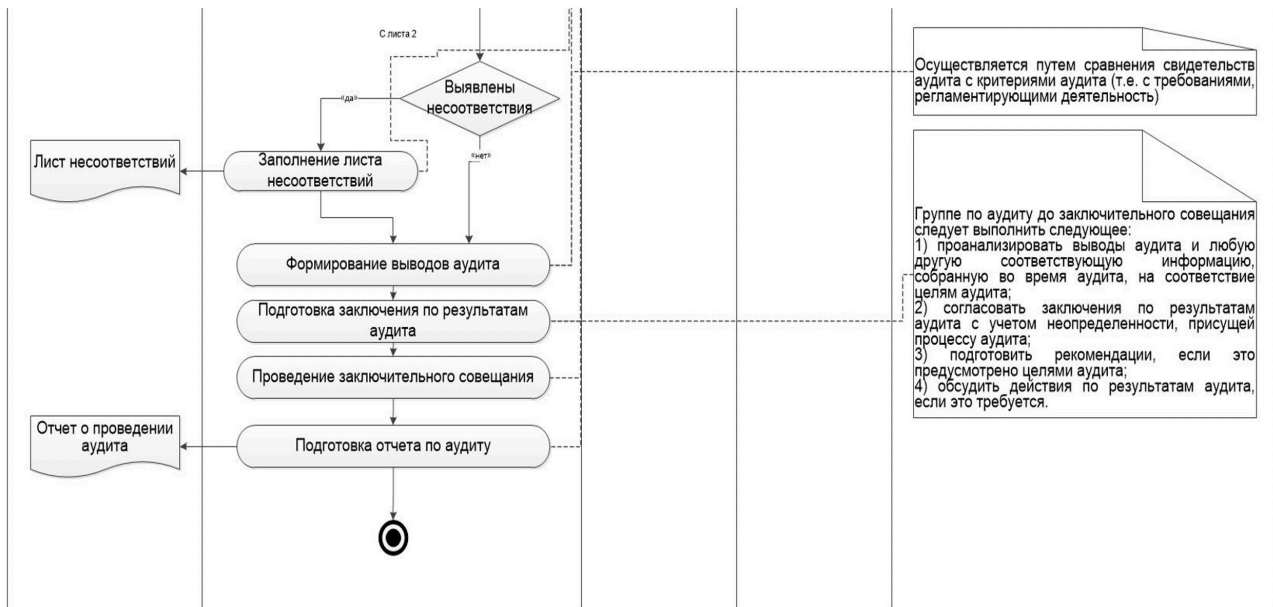 С листа 2
Выявлены
несоответствия
«да»
«нет»
Лист несоответствий
Заполнение листа
несоответствий
Формирование выводов аудита
Подготовка заключения по результатам
аудита
Проведение заключительного совещания
Отчет о проведении
аудита
Подготовка отчета по аудиту
Осуществляется путем сравнения свидетельств
аудита с критериями аудита (т.е. с требованиями,
регламентирующими деятельность)
Группе по аудиту до заключительного совещания
следует выполнить следующее:
1) проанализировать выводы аудита и любую
другую соответствующую информацию,
собранную во время аудита, на соответствие
целям аудита;
2) согласовать заключения по результатам
аудита с учетом неопределенности, присущей
процессу аудита;
3) подготовить рекомендации, если это
предусмотрено целями аудита;
4) обсудить действия по результатам аудита,
если это требуется.